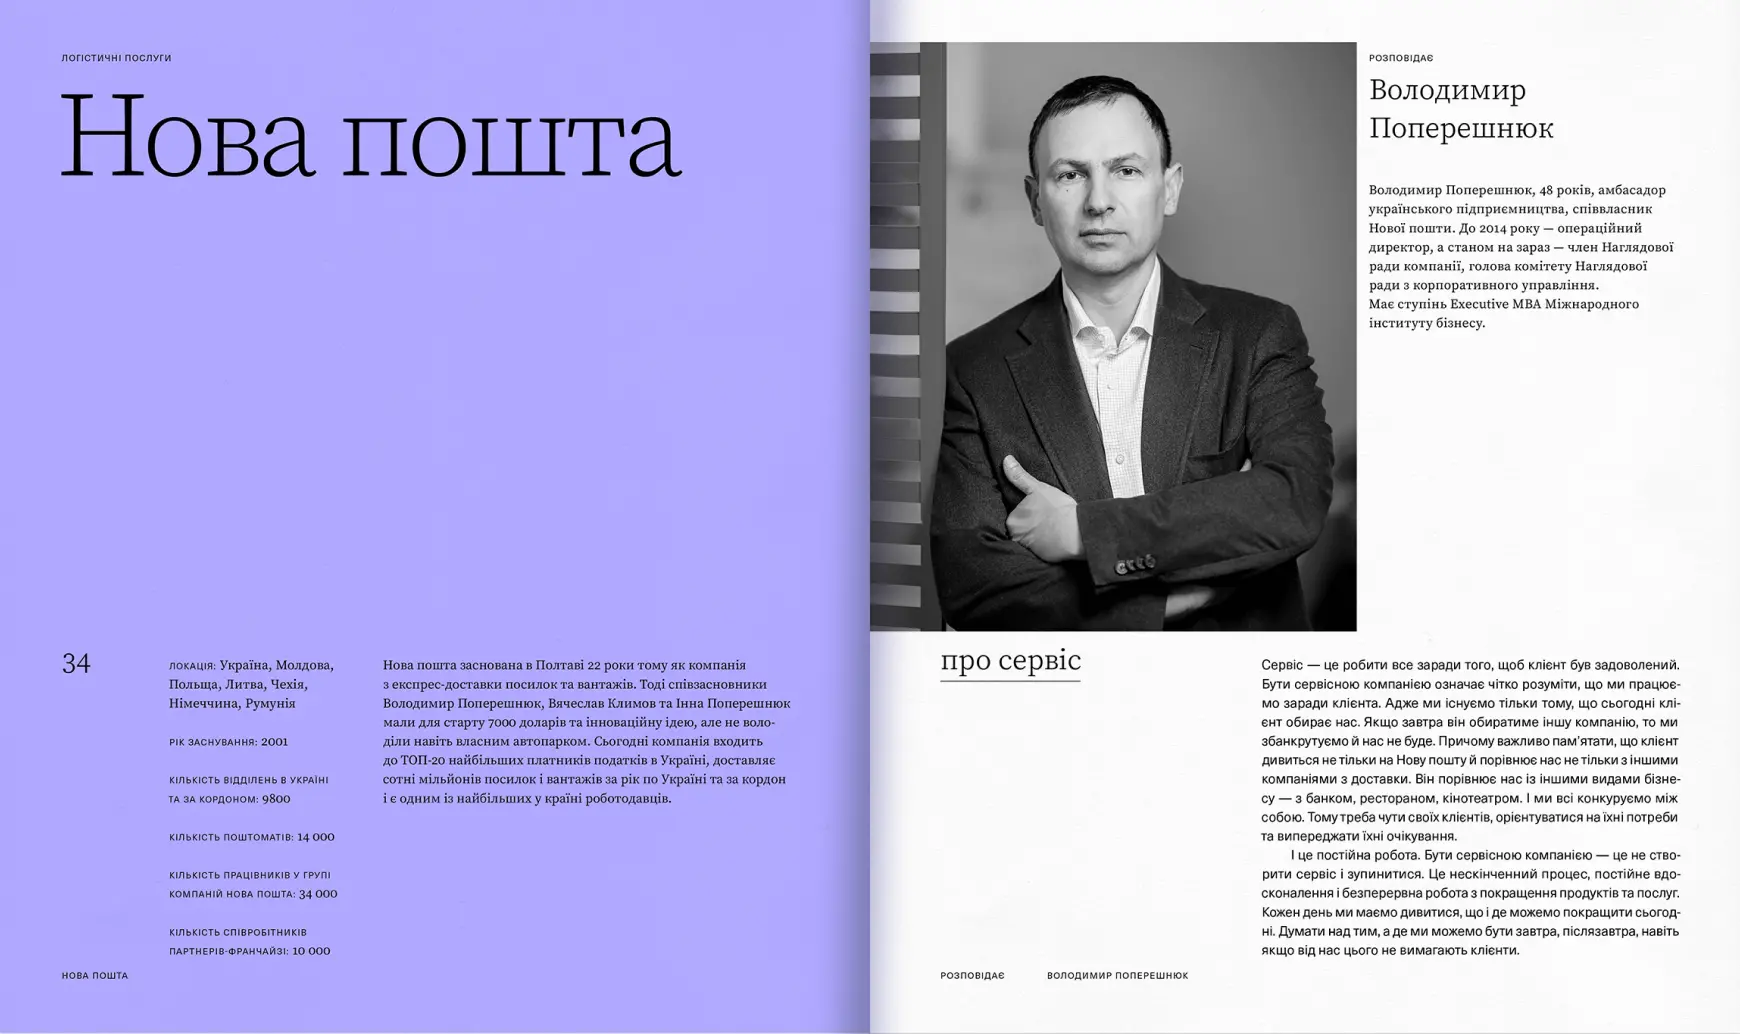 ЛОГІСТИЧНІ ПОСЛУГИ
Нова пошта
34
ЛОКАЦІЯ: Україна, Молдова,
Польща, Литва, Чехія,
Німеччина, Румунія
РІК ЗАСНУВАННЯ: 2001
КІЛЬКІСТЬ ВІДДІЛЕНЬ В УКРАЇНІ
ТА ЗА КОРДОНОМ: 9800
КІЛЬКІСТЬ ПОШТОМАТІВ: 14 000
КІЛЬКІСТЬ ПРАЦІВНИКІВ У ГРУПІ
КОМПАНІЙ НОВА ПОШТА: 34 000
КІЛЬКІСТЬ СПІВРОБІТНИКІВ
ПАРТНЕРІВ-ФРАНЧАЙЗІ: 10 000
Нова пошта заснована в Полтаві 22 роки тому як компанія
з експрес-доставки посилок та вантажів. Тоді співзасновники
Володимир Поперешнюк, Вячеслав Климов та Інна Поперешнюк
мали для старту 7000 доларів та інноваційну ідею, але не воло-
діли навіть власним автопарком. Сьогодні компанія входить
до ТОП-20 найбільших платників податків в Україні, доставляє
сотні мільйонів посилок і вантажів за рік по Україні та за кордон
і є одним із найбільших у країні роботодавців.
НОВА ПОШТА
РОЗПОВІДАЄ
Володимир
Поперешнюк
Володимир Поперешнюк, 48 років, амбасадор
українського підприємництва, співвласник
Нової пошти. До 2014 року — операційний
директор, а станом на зараз — член Наглядової
ради компанії, голова комітету Наглядової
ради з корпоративного управління.
Має ступінь Executive MBA Міжнародного
інституту бізнесу.
про сервіс
Сервіс — це робити все заради того, щоб клієнт був задоволений.
Бути сервісною компанією означає чітко розуміти, що ми працює-
мо заради клієнта. Адже ми існуємо тільки тому, що сьогодні клі-
єнт обирає нас. Якщо завтра він обиратиме іншу компанію, то ми
збанкрутуємо й нас не буде. Причому важливо пам'ятати, що клієнт
дивиться не тільки на Нову пошту й порівнює нас не тільки з іншими
компаніями з доставки. Він порівнює нас із іншими видами бізне-
су — з банком, рестораном, кінотеатром. І ми всі конкуруємо між
собою. Тому треба чути своїх клієнтів, орієнтуватися на їхні потреби
та випереджати їхні очікування.
І це постійна робота. Бути сервісною компанією — це не ство-
рити сервіс і зупинитися. Це нескінченний процес, постійне вдо-
сконалення і безперервна робота з покращення продуктів та послуг.
Кожен день ми маємо дивитися, що і де можемо покращити сьогод-
ні. Думати над тим, а де ми можемо бути завтра, післязавтра, навіть
якщо від нас цього не вимагають клієнти.
РОЗПОВІДАЄ
ВОЛОДИМИР ПОПЕРЕШНЮК